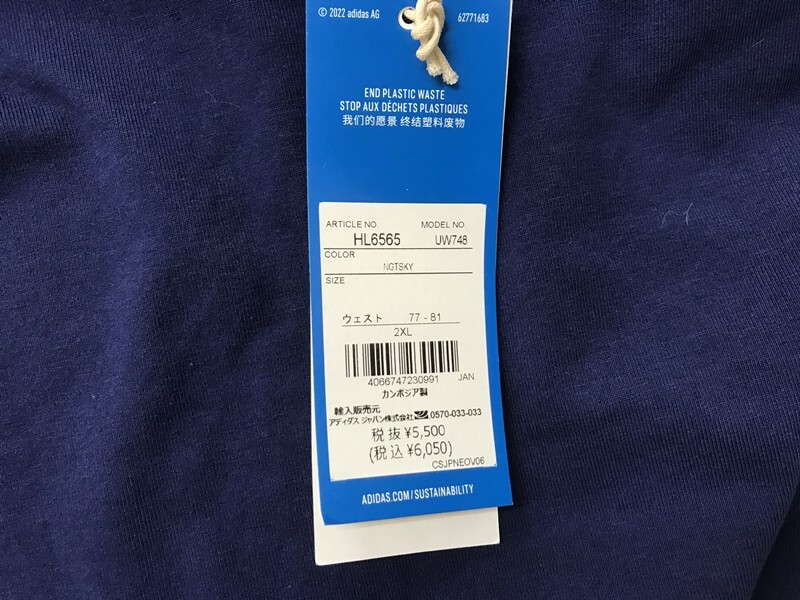 © 2022 adidas AG 62771683
END PLASTIC WASTE
STOP AUX DÉCHETS PLASTIQUES
我们的愿景 终结塑料废物
ARTICLE NO. MODEL NO.
HL6565 UW748
COLOR
NGTSKY
SIZE
ウェスト 77 - 81
2XL
4066747230991 JAN
カンボジア製
輸入販売元
アディダス ジャパン株式会社 0570-033-033
税抜 ¥5,500
(税込 ¥6,050)
CSJPNEOV06
ADIDAS.COM/SUSTAINABILITY